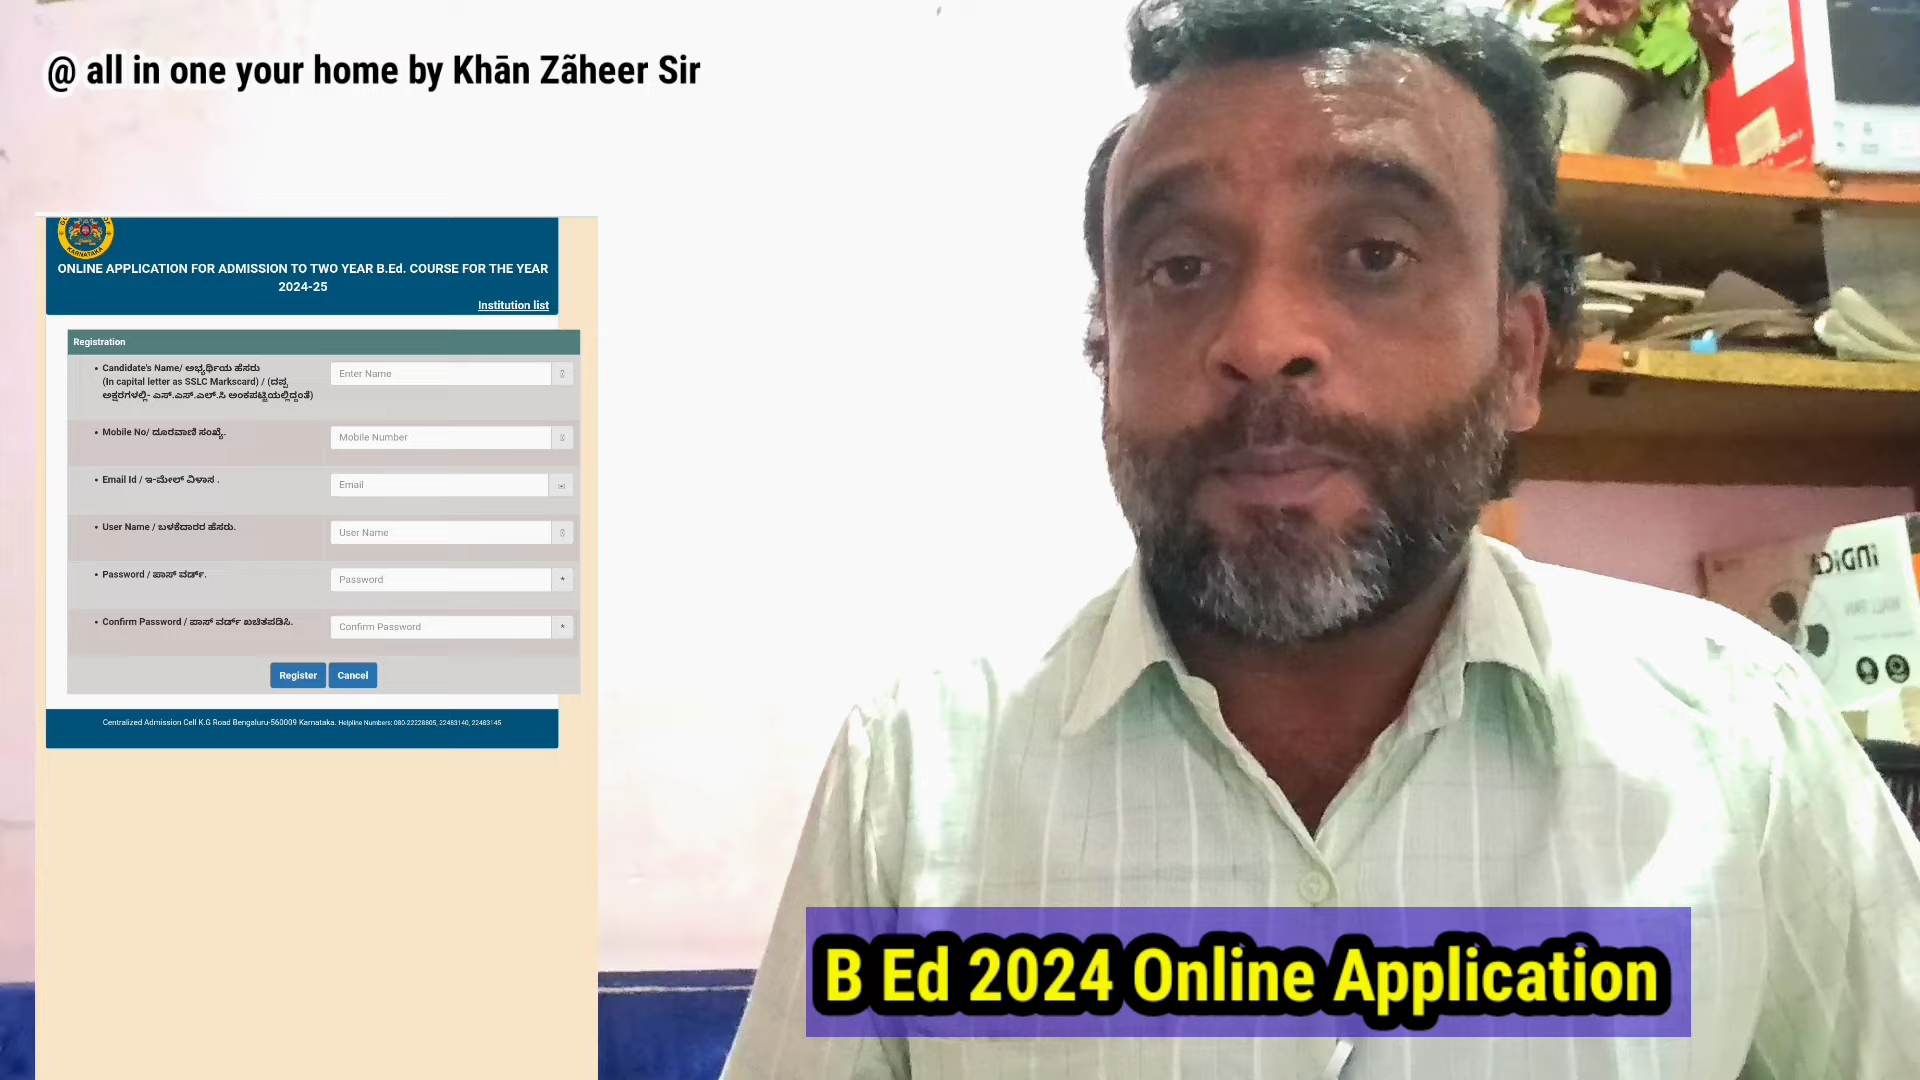 @ all in one your home by Khān Zãheer Sir
KARNATAKA
ONLINE APPLICATION FOR ADMISSION TO TWO YEAR B.Ed. COURSE FOR THE YEAR
2024-25
Institution list
Registration
• Candidate's Name/ ಅಭ್ಯರ್ಥಿಯ ಹೆಸರು
(In capital letter as SSLC Markscard) / (ದಪ್ಪ
ಅಕ್ಷರಗಳಲ್ಲಿ- ಎಸ್.ಎಸ್.ಎಲ್.ಸಿ ಅಂಕಪಟ್ಟಿಯಲ್ಲಿದ್ದಂತೆ)
Enter Name
• Mobile No/ ದೂರವಾಣಿ ಸಂಖ್ಯೆ.
Mobile Number
• Email Id / ಇ-ಮೇಲ್ ವಿಳಾಸ .
Email
• User Name / ಬಳಕೆದಾರರ ಹೆಸರು.
User Name
• Password / ಪಾಸ್ ವರ್ಡ್.
Password
*
• Confirm Password / ಪಾಸ್ ವರ್ಡ್ ಖಚಿತಪಡಿಸಿ.
Confirm Password
*
Register Cancel
Centralized Admission Cell K.G Road Bengaluru-560009 Karnataka. Helpline Numbers: 080-22228805, 22483140, 22483145
B Ed 2024 Online Application